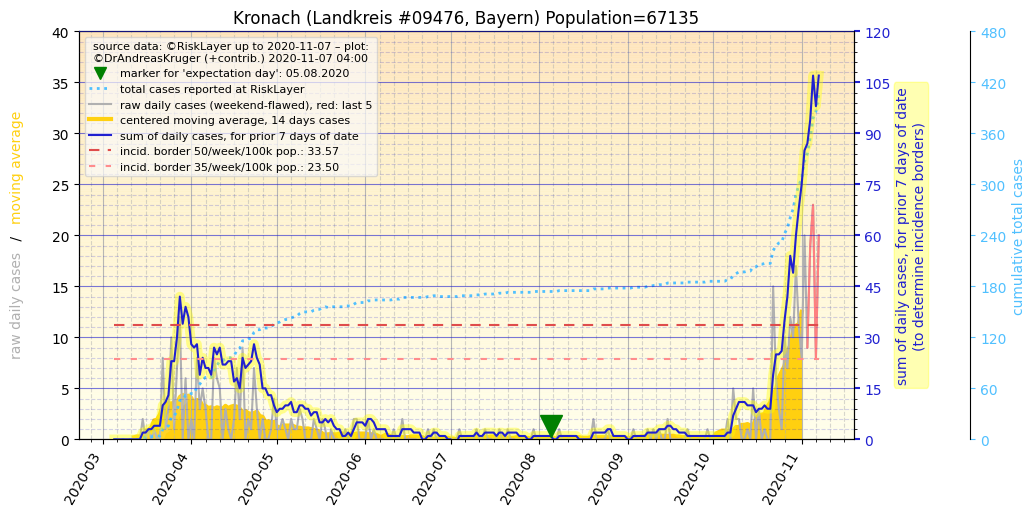 Kronach (Landkreis #09476, Bayern) Population=67135
source data: ©RiskLayer up to 2020-11-07 – plot:
©DrAndreasKruger (+contrib.) 2020-11-07 04:00
marker for 'expectation day': 05.08.2020
total cases reported at RiskLayer
raw daily cases (weekend-flawed), red: last 5
centered moving average, 14 days cases
sum of daily cases, for prior 7 days of date
incid. border 50/week/100k pop.: 33.57
incid. border 35/week/100k pop.: 23.50
raw daily cases / moving average
40
35
30
25
20
15
10
5
0
2020-03
2020-04
2020-05
2020-06
2020-07
2020-08
2020-09
2020-10
2020-11
120
105
90
75
60
45
30
15
0
sum of daily cases, for prior 7 days of date
(to determine incidence borders)
480
420
360
300
240
180
120
60
0
cumulative total cases